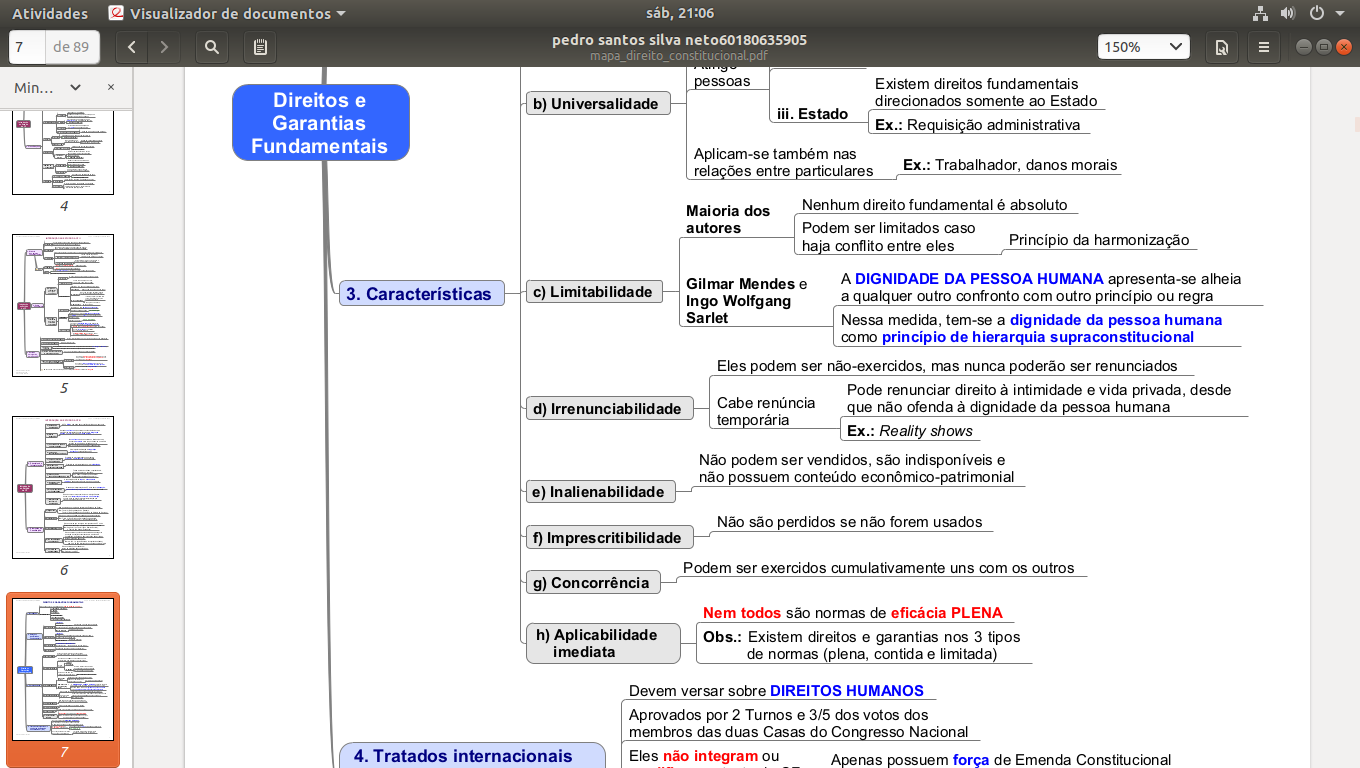 Atividades
Visualizador de documentos
sáb, 21:06
7
de 89
pedro santos silva neto60180635905
mapa_direito_constitucional.pdf
150%
Min...
4
5
6
7
Direitos e
Garantias
Fundamentais
b) Universalidade
pessoas
iii. Estado
Existem direitos fundamentais
direcionados somente ao Estado
Ex.: Requisição administrativa
Aplicam-se também nas
relações entre particulares
Ex.: Trabalhador, danos morais
3. Características
c) Limitabilidade
Maioria dos
autores
Nenhum direito fundamental é absoluto
Podem ser limitados caso
haja conflito entre eles
Princípio da harmonização
Gilmar Mendes e
Ingo Wolfgang
Sarlet
A DIGNIDADE DA PESSOA HUMANA apresenta-se alheia
a qualquer outro confronto com outro princípio ou regra
Nessa medida, tem-se a dignidade da pessoa humana
como princípio de hierarquia supraconstitucional
d) Irrenunciabilidade
Eles podem ser não-exercidos, mas nunca poderão ser renunciados
Cabe renúncia
temporária
Pode renunciar direito à intimidade e vida privada, desde
que não ofenda à dignidade da pessoa humana
Ex.: Reality shows
e) Inalienabilidade
Não podem ser vendidos, são indisponíveis e
não possuem conteúdo econômico-patrimonial
f) Imprescritibilidade
Não são perdidos se não forem usados
g) Concorrência
Podem ser exercidos cumulativamente uns com os outros
h) Aplicabilidade
imediata
Nem todos são normas de eficácia PLENA
Obs.: Existem direitos e garantias nos 3 tipos
de normas (plena, contida e limitada)
4. Tratados internacionais
Devem versar sobre DIREITOS HUMANOS
Aprovados por 2 Turnos e 3/5 dos votos dos
membros das duas Casas do Congresso Nacional
Eles não integram ou
Apenas possuem força de Emenda Constitucional